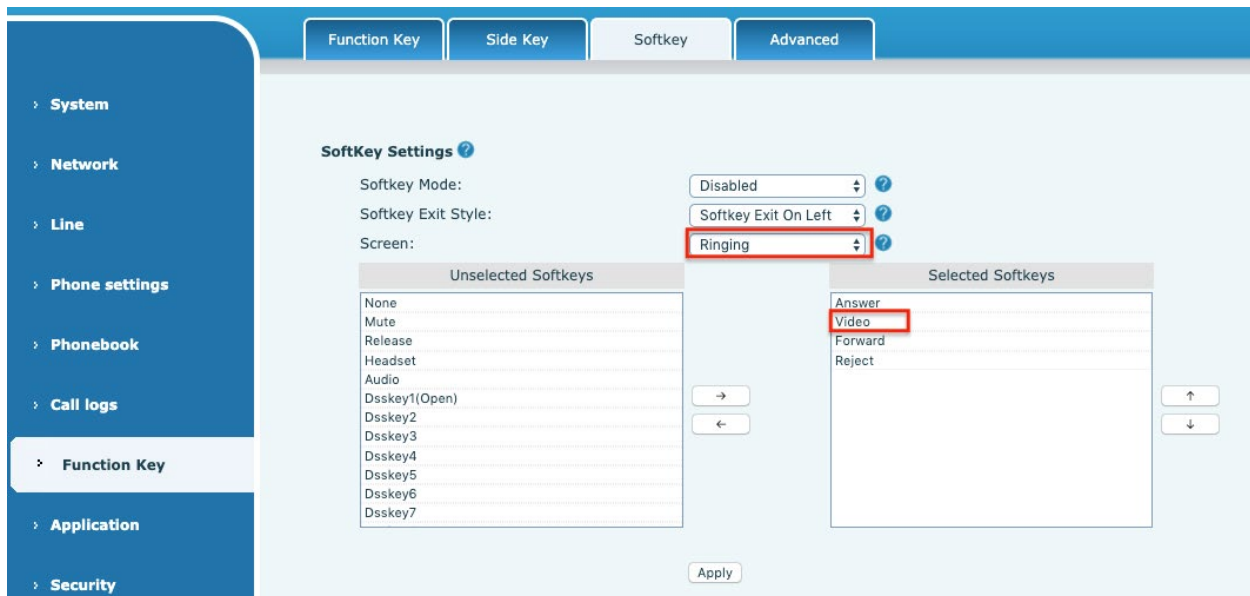 Function Key
Side Key
Softkey
Advanced
System
Network
Line
Phone settings
Phonebook
Call logs
Function Key
Application
Security
SoftKey Settings ?
Softkey Mode: Disabled ?
Softkey Exit Style: Softkey Exit On Left ?
Screen: Ringing ?
Unselected Softkeys
None
Mute
Release
Headset
Audio
Dsskey1(Open)
Dsskey2
Dsskey3
Dsskey4
Dsskey5
Dsskey6
Dsskey7
→
←
Selected Softkeys
Answer
Video
Forward
Reject
↑
↓
Apply